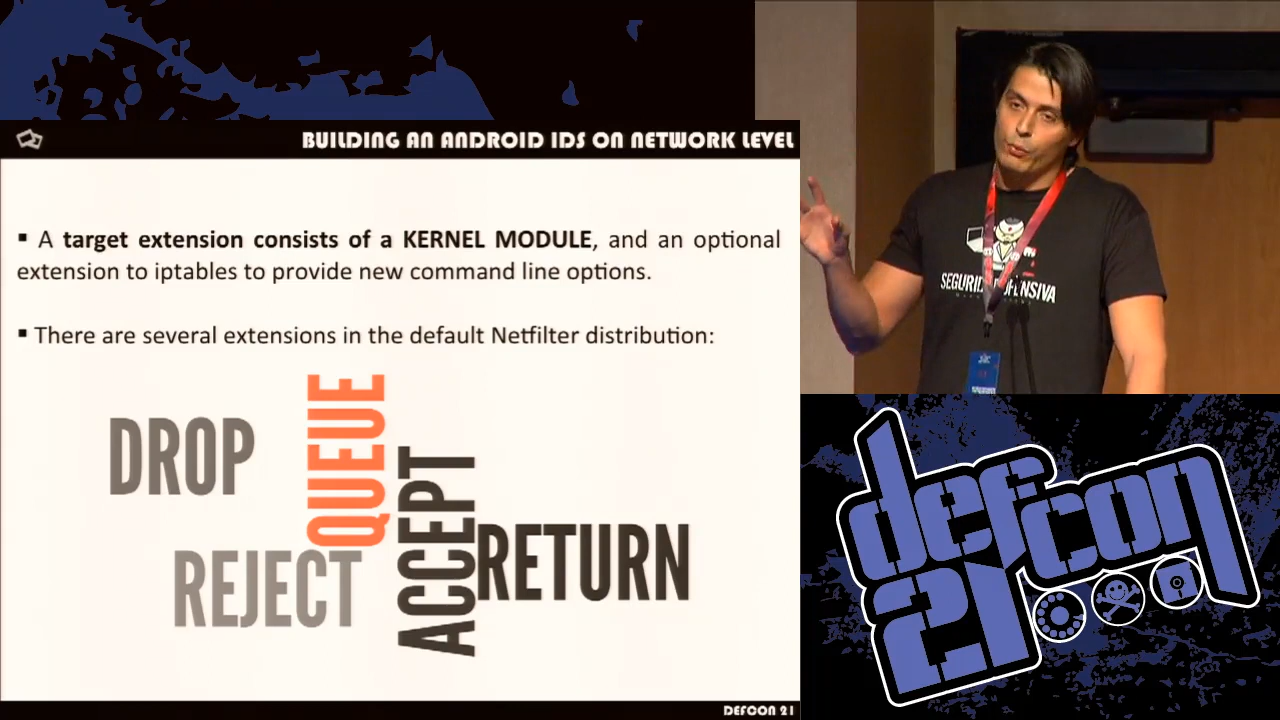 BUILDING AN ANDROID IDS ON NETWORK LEVEL
▪ A target extension consists of a KERNEL MODULE, and an optional
extension to iptables to provide new command line options.
▪ There are several extensions in the default Netfilter distribution:
DROP
QUEUE
ACCEPT
REJECT
RETURN
DEFCON 21
SEGURIDAD OFENSIVA
defcon
21